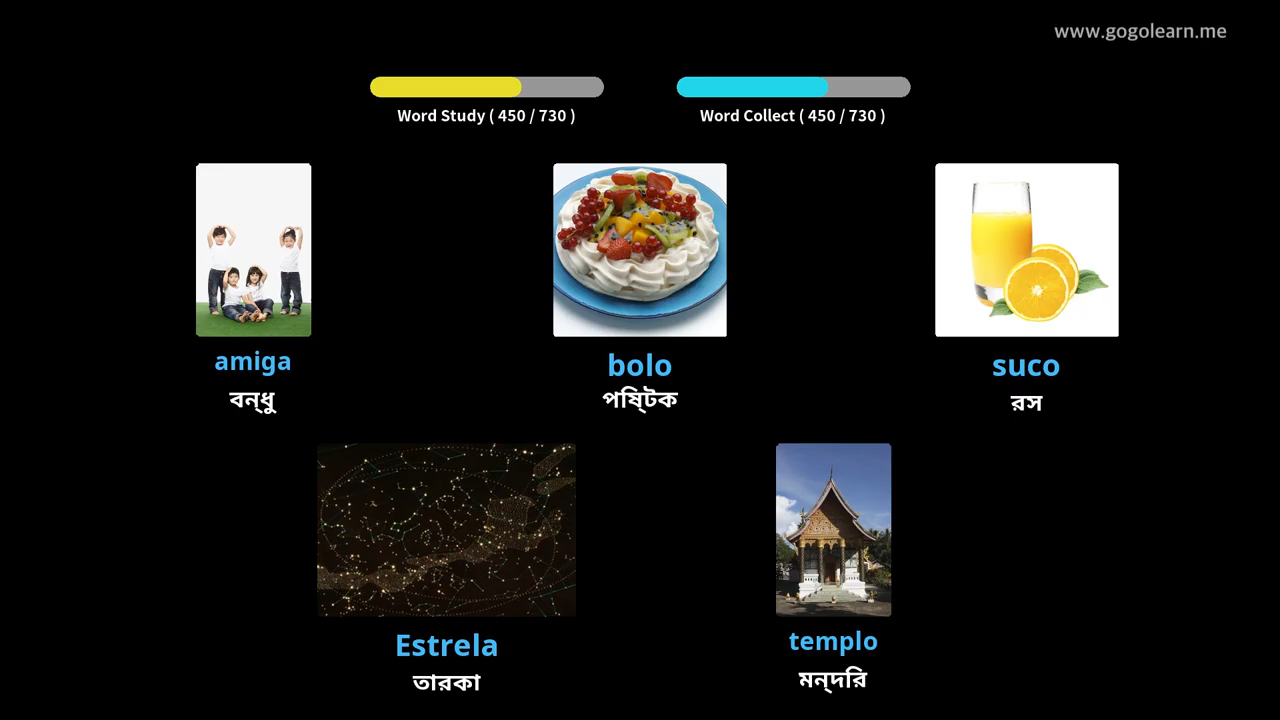 www.gogolearn.me
Word Study ( 450 / 730 )
Word Collect ( 450 / 730 )
amiga
বন্ধু
bolo
পিষ্টক
suco
রস
Estrela
তারকা
templo
মন্দির